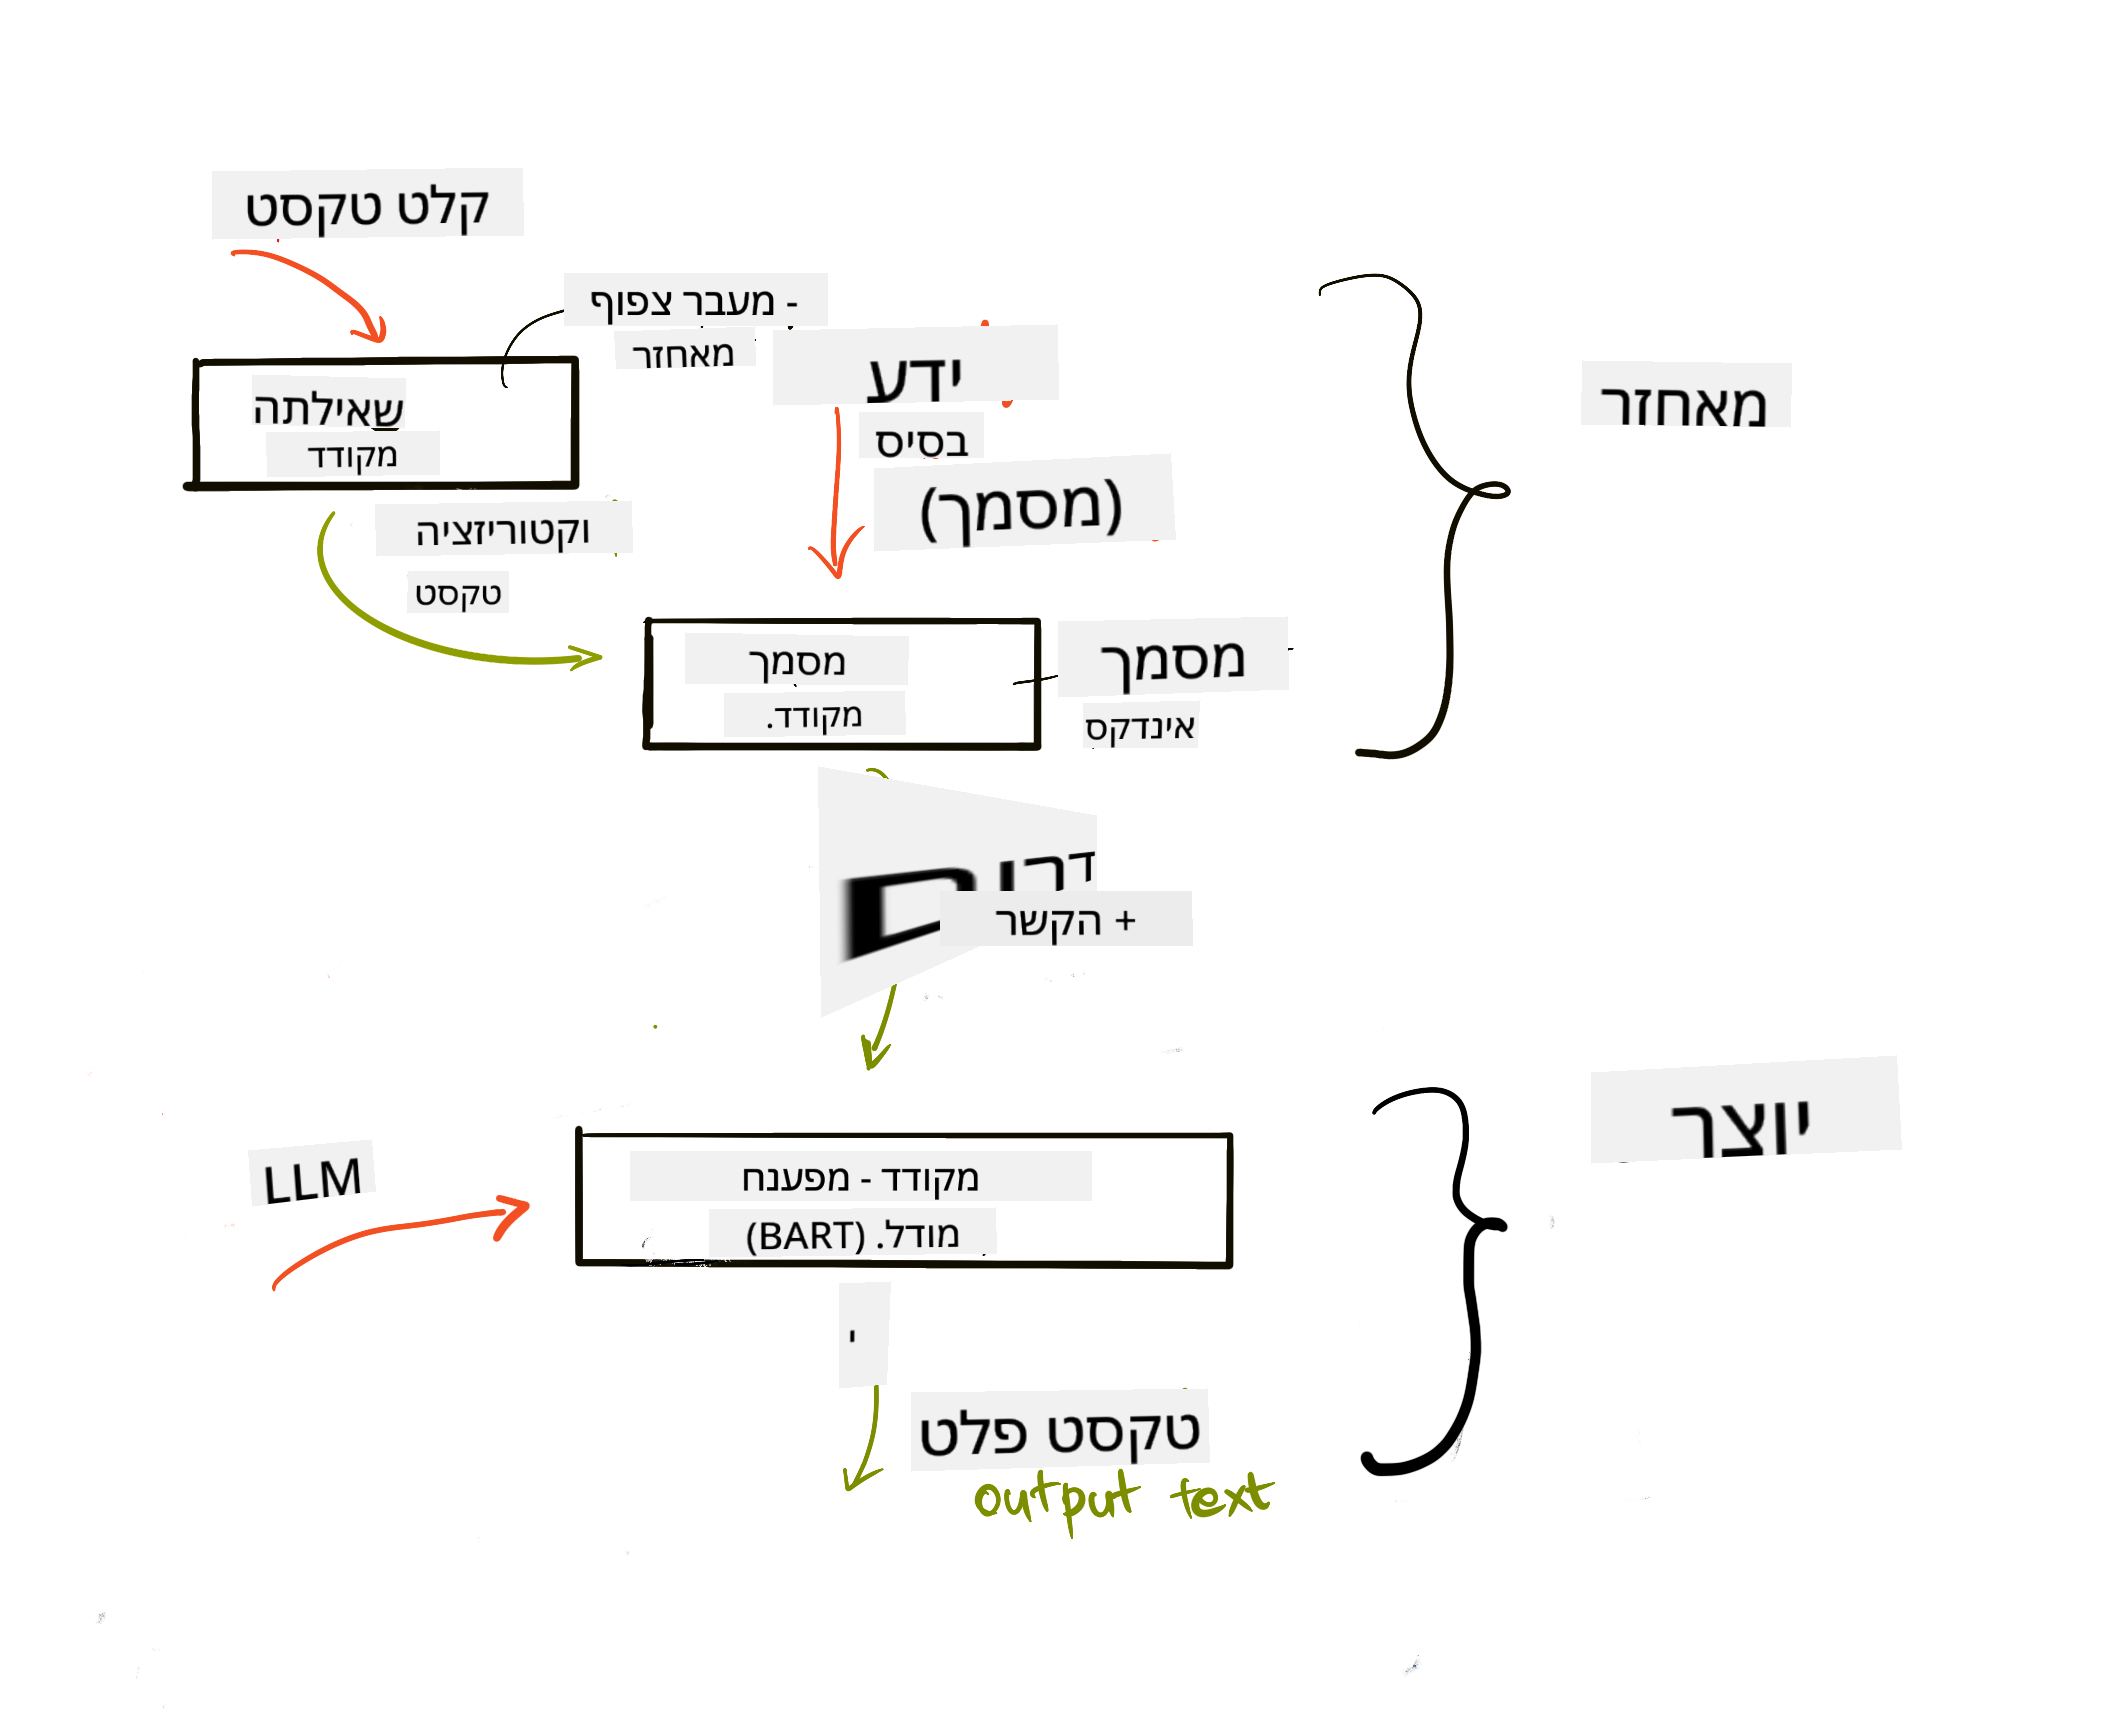 קלט טקסט
- מעבר צפוף
מאחזר
שאילתה
מקודד
ידע
בסיס
(מסמך)
מאחזר
וקטוריזציה
טקסט
מסמך
מקודד.
מסמך
אינדקס
+ הקשר
LLM
מקודד - מפענח
מודל. (BART)
יוצר
י
טקסט פלט
output text